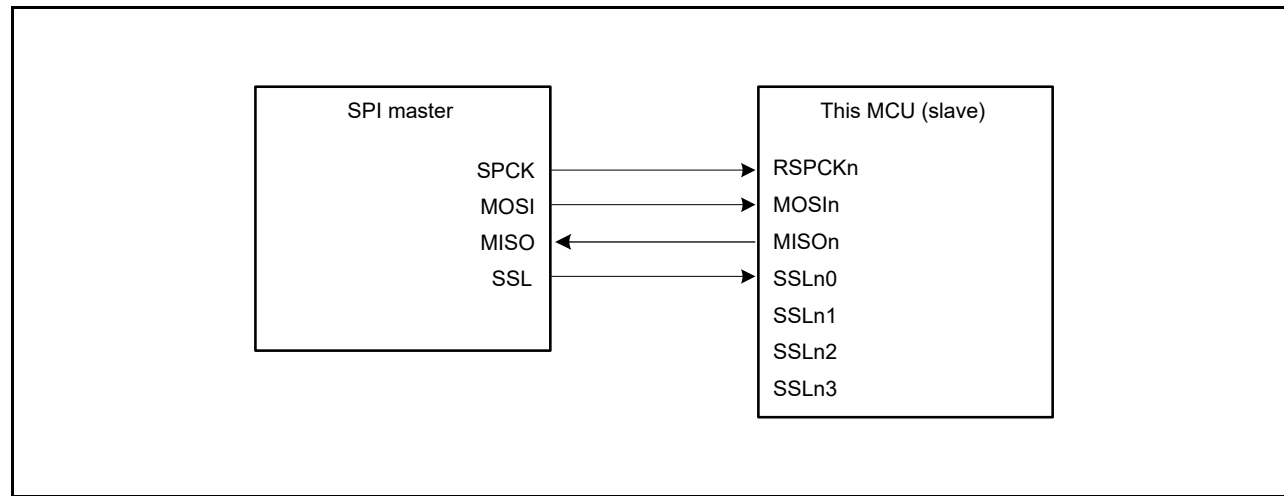 SPI master
SPCK
MOSI
MISO
SSL
This MCU (slave)
RSPCKn
MOSIn
MISOn
SSLn0
SSLn1
SSLn2
SSLn3